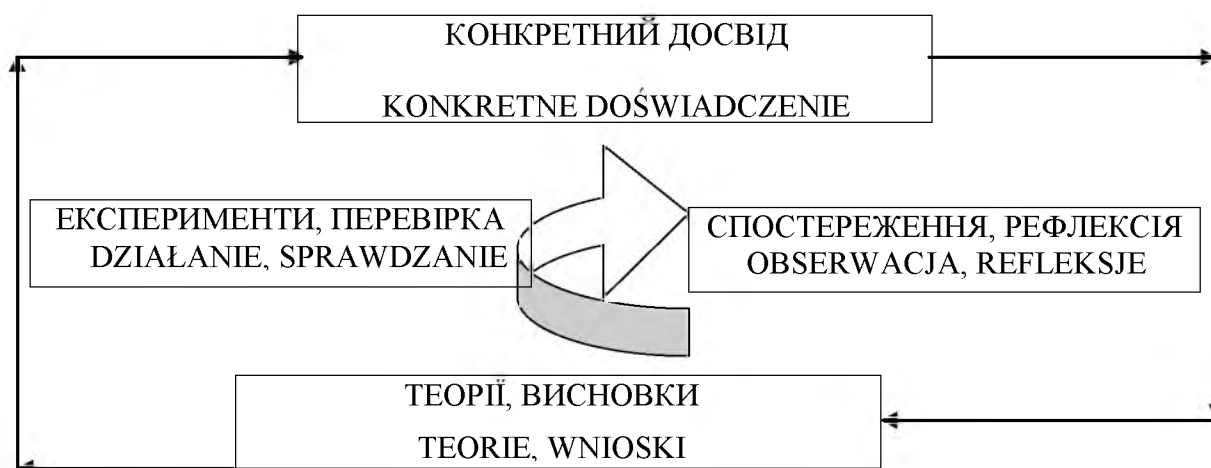 КОНКРЕТНИЙ ДОСВІД
KONKRETNE DOŚWIADCZENIE
ЕКСПЕРИМЕНТИ, ПЕРЕВІРКА
DZIAŁANIE, SPRAWDZANIE
СПОСТЕРЕЖЕННЯ, РЕФЛЕКСІЯ
OBSERWACJA, REFLEKSJE
ТЕОРІЇ, ВИСНОВКИ
TEORIE, WNIOSKI